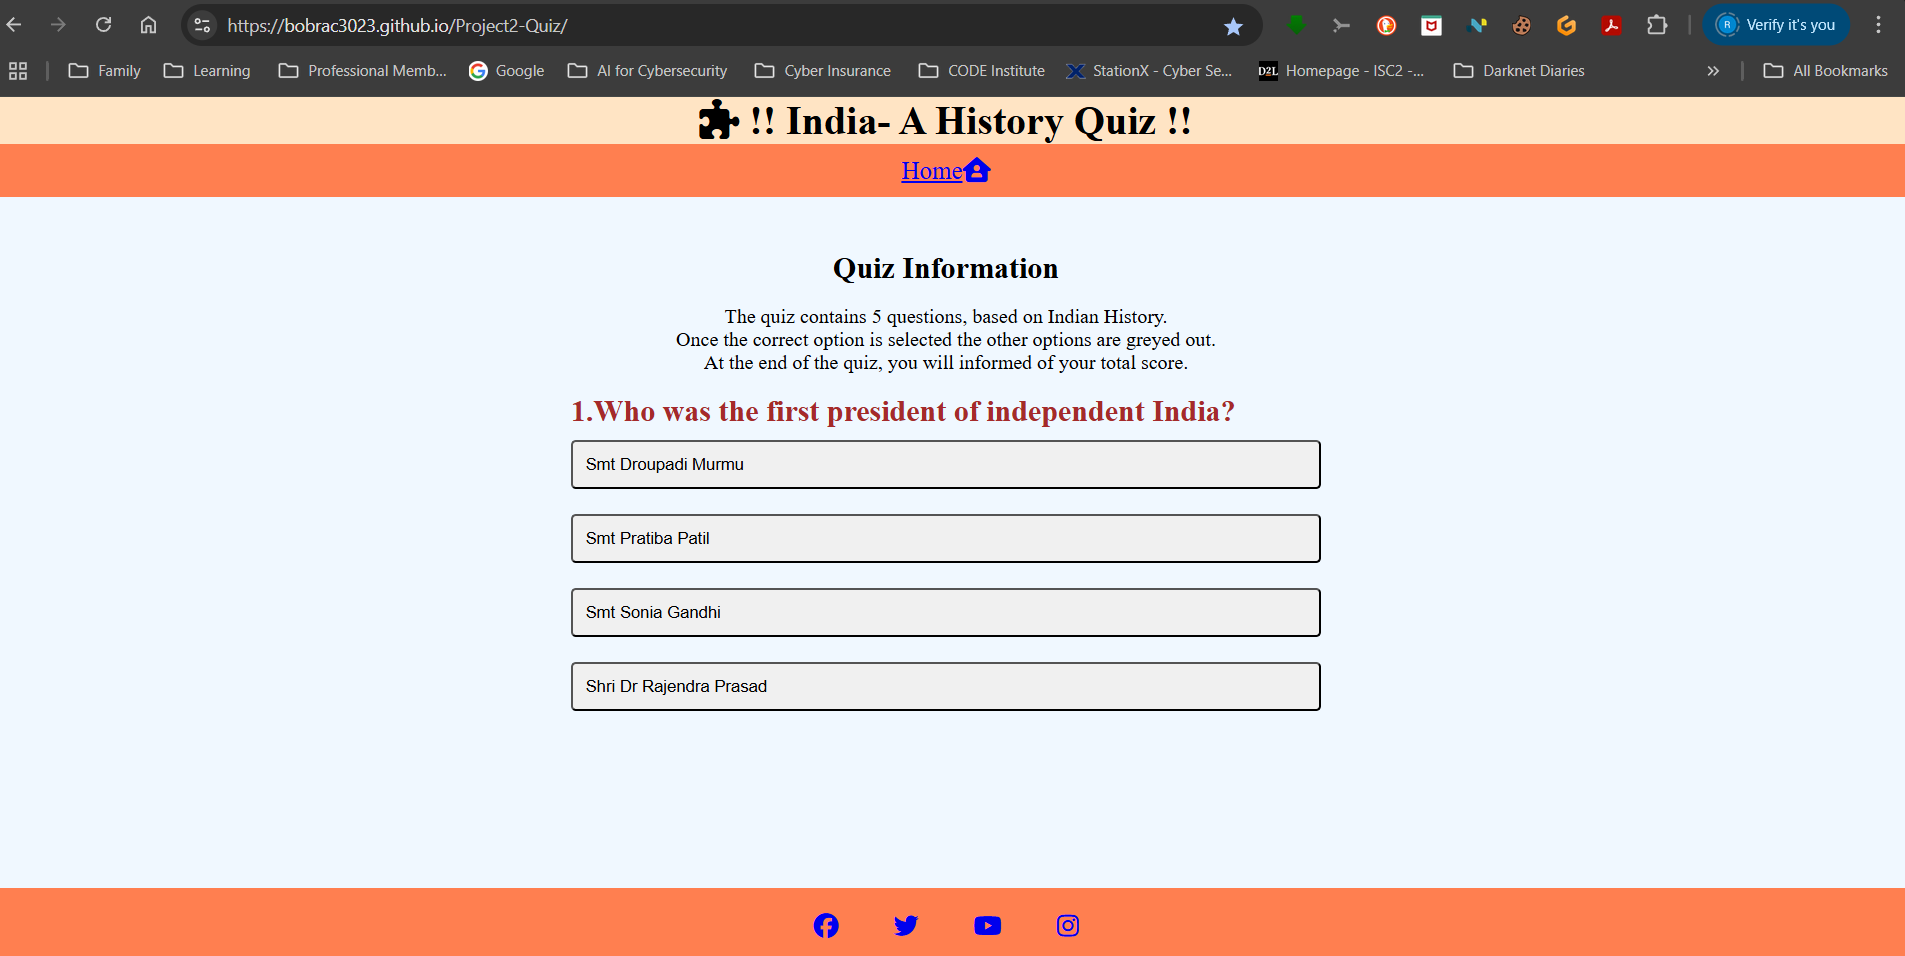 https://bobrac3023.github.io/Project2-Quiz/
R Verify it's you
Family Learning Professional Memb... Google AI for Cybersecurity Cyber Insurance CODE Institute StationX - Cyber Se... D2L Homepage - ISC2 -... Darknet Diaries » All Bookmarks
!! India- A History Quiz !!
Home
Quiz Information
The quiz contains 5 questions, based on Indian History.
Once the correct option is selected the other options are greyed out.
At the end of the quiz, you will informed of your total score.
1.Who was the first president of independent India?
Smt Droupadi Murmu
Smt Pratiba Patil
Smt Sonia Gandhi
Shri Dr Rajendra Prasad